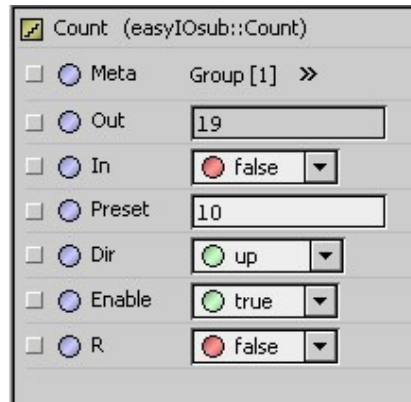 Count (easyIOsub::Count)
Meta Group [1] »
Out 19
In false
Preset 10
Dir up
Enable true
R false